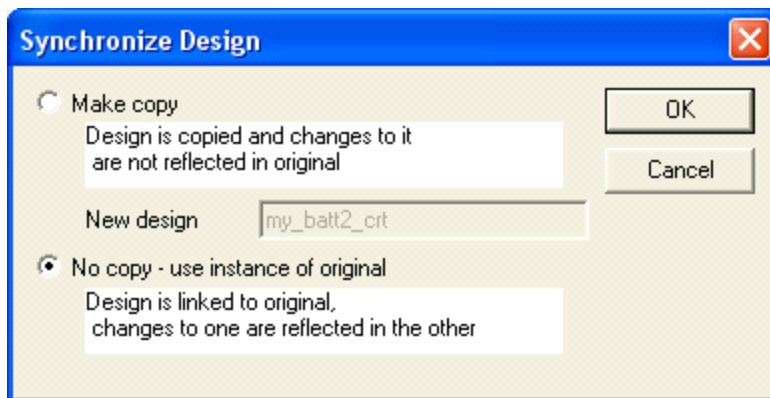 Synchronize Design
Make copy
OK
Design is copied and changes to it
are not reflected in original
Cancel
New design my_batt2_crt
No copy - use instance of original
Design is linked to original,
changes to one are reflected in the other